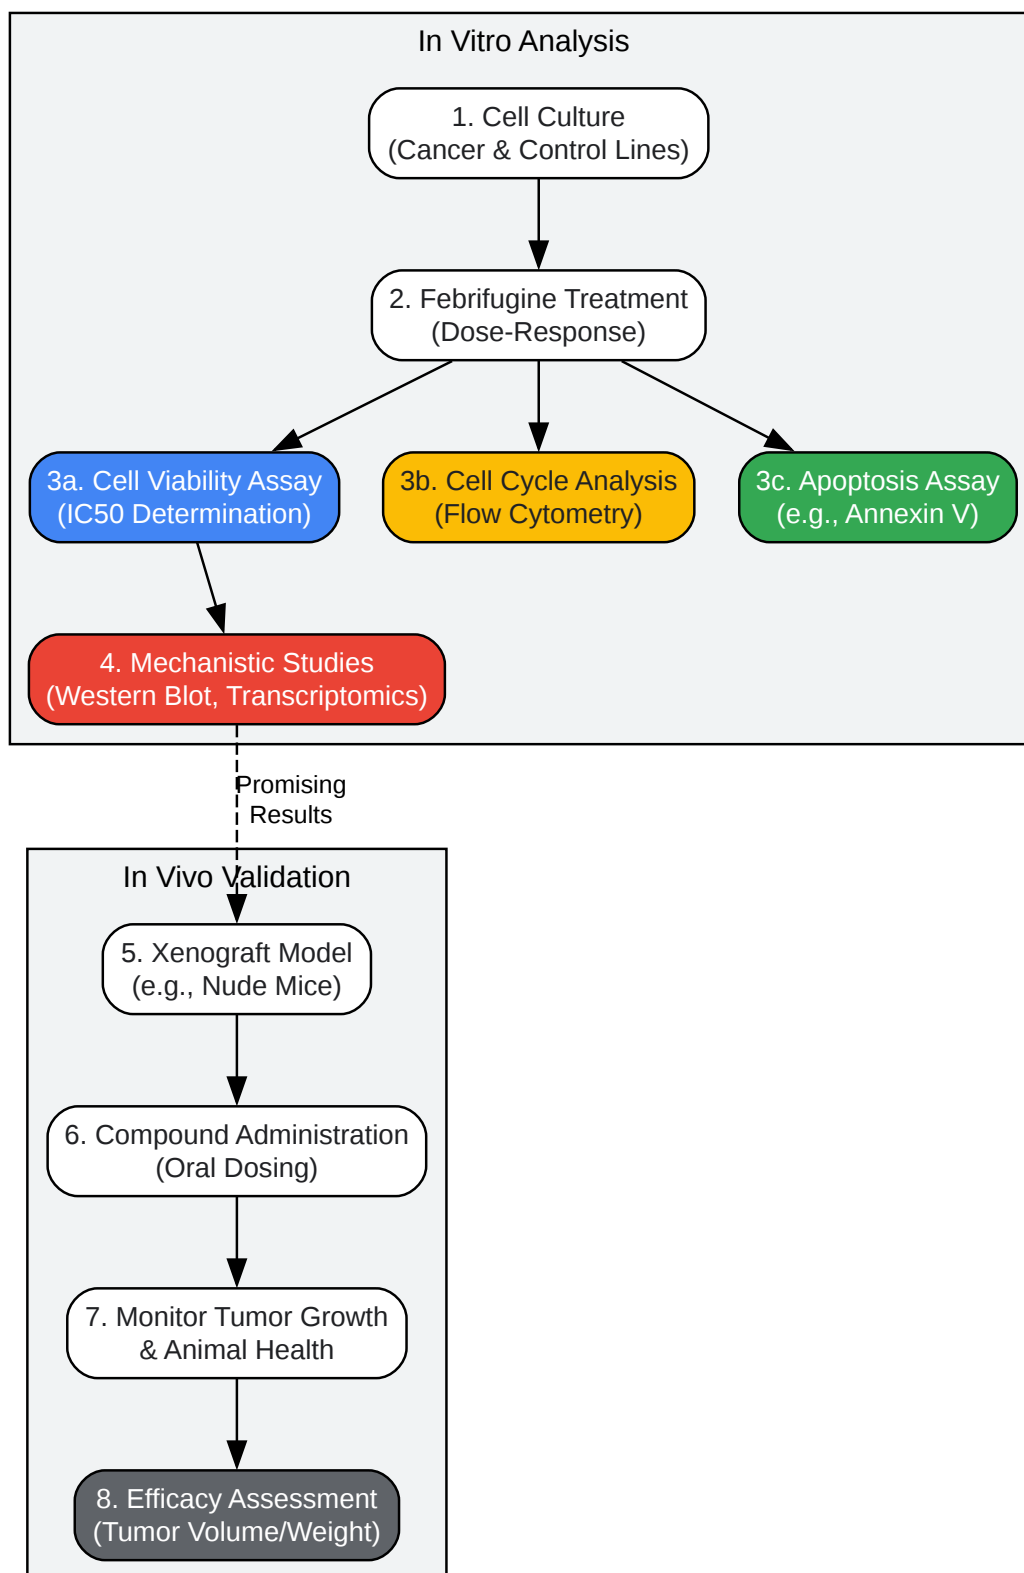 In Vitro Analysis
1. Cell Culture
(Cancer & Control Lines)
2. Febrifugine Treatment
(Dose-Response)
3a. Cell Viability Assay
(IC50 Determination)
3b. Cell Cycle Analysis
(Flow Cytometry)
3c. Apoptosis Assay
(e.g., Annexin V)
4. Mechanistic Studies
(Western Blot, Transcriptomics)
Promising
Results
In Vivo Validation
5. Xenograft Model
(e.g., Nude Mice)
6. Compound Administration
(Oral Dosing)
7. Monitor Tumor Growth
& Animal Health
8. Efficacy Assessment
(Tumor Volume/Weight)